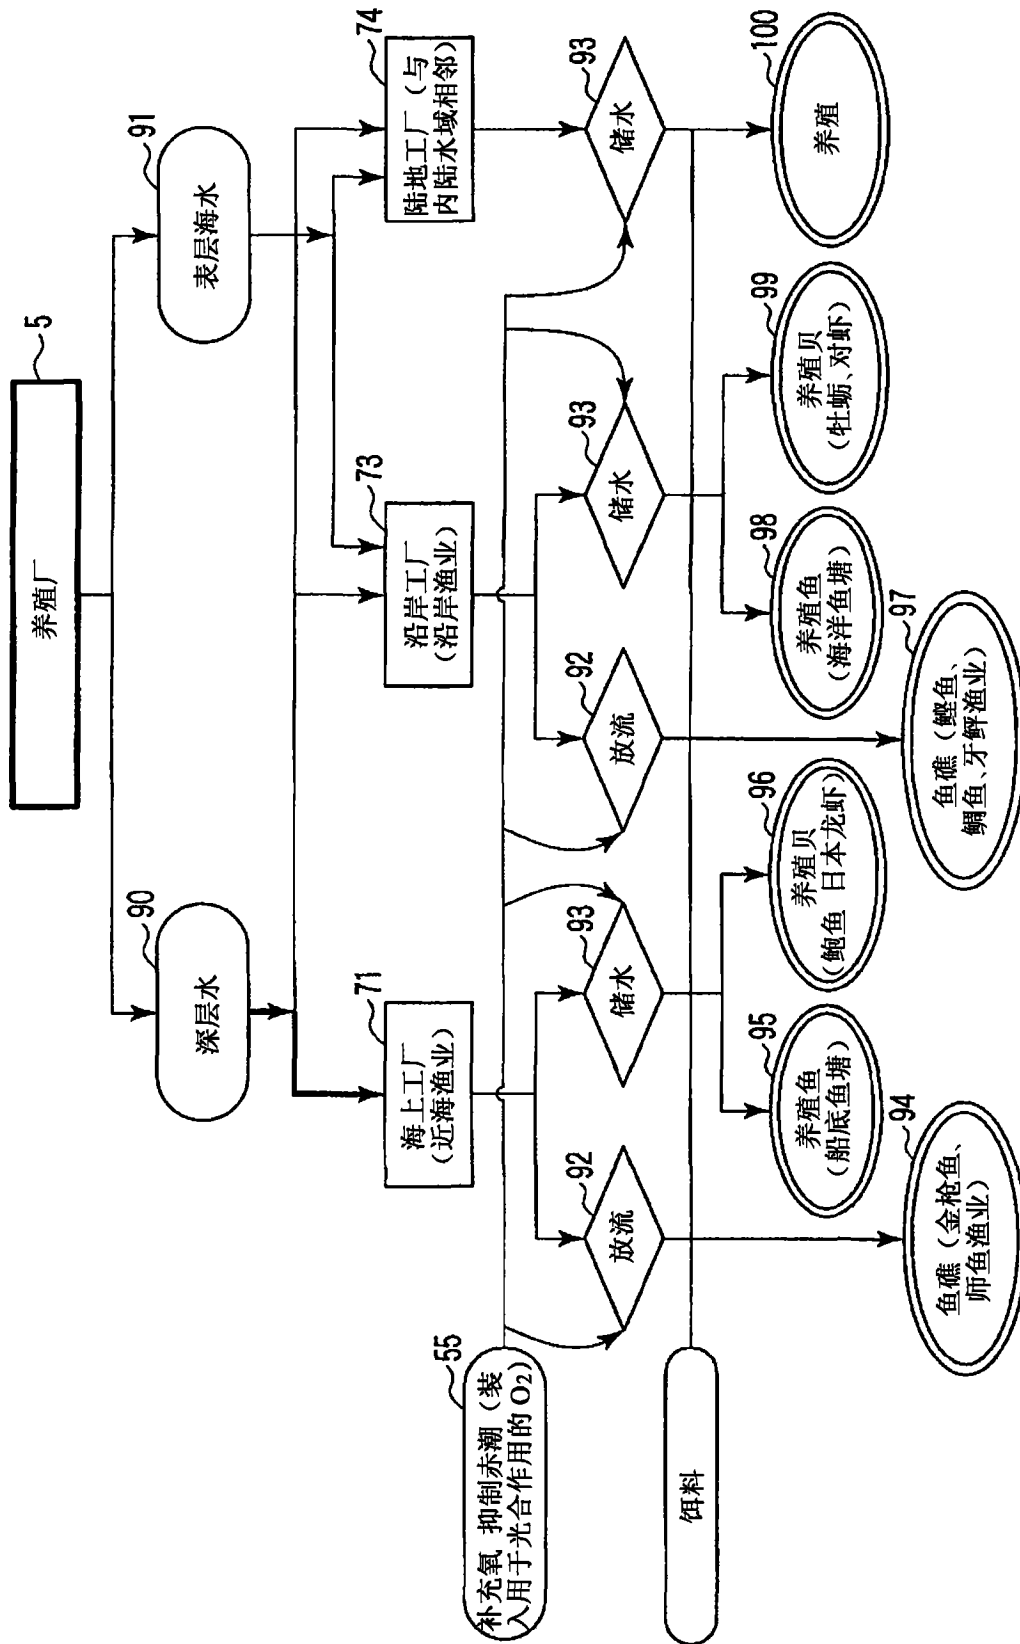 养殖厂
5
深层水
90
表层海水
91
海上工厂
(近海渔业)
71
沿岸工厂
(沿岸渔业)
73
陆地工厂(与
内陆水域相邻)
74
补充氧 抑制赤潮(装
入用于光合作用的O2)
55
放流
92
储水
93
放流
92
储水
93
储水
93
饵料
鱼礁(金枪鱼、
师鱼渔业)
94
养殖鱼
(船底鱼塘)
95
养殖贝
(鲍鱼 日本龙虾)
96
鱼礁(鲣鱼、
鲷鱼、牙鲆渔业)
97
养殖鱼
(海洋鱼塘)
98
养殖贝
(牡蛎、对虾)
99
养殖
100